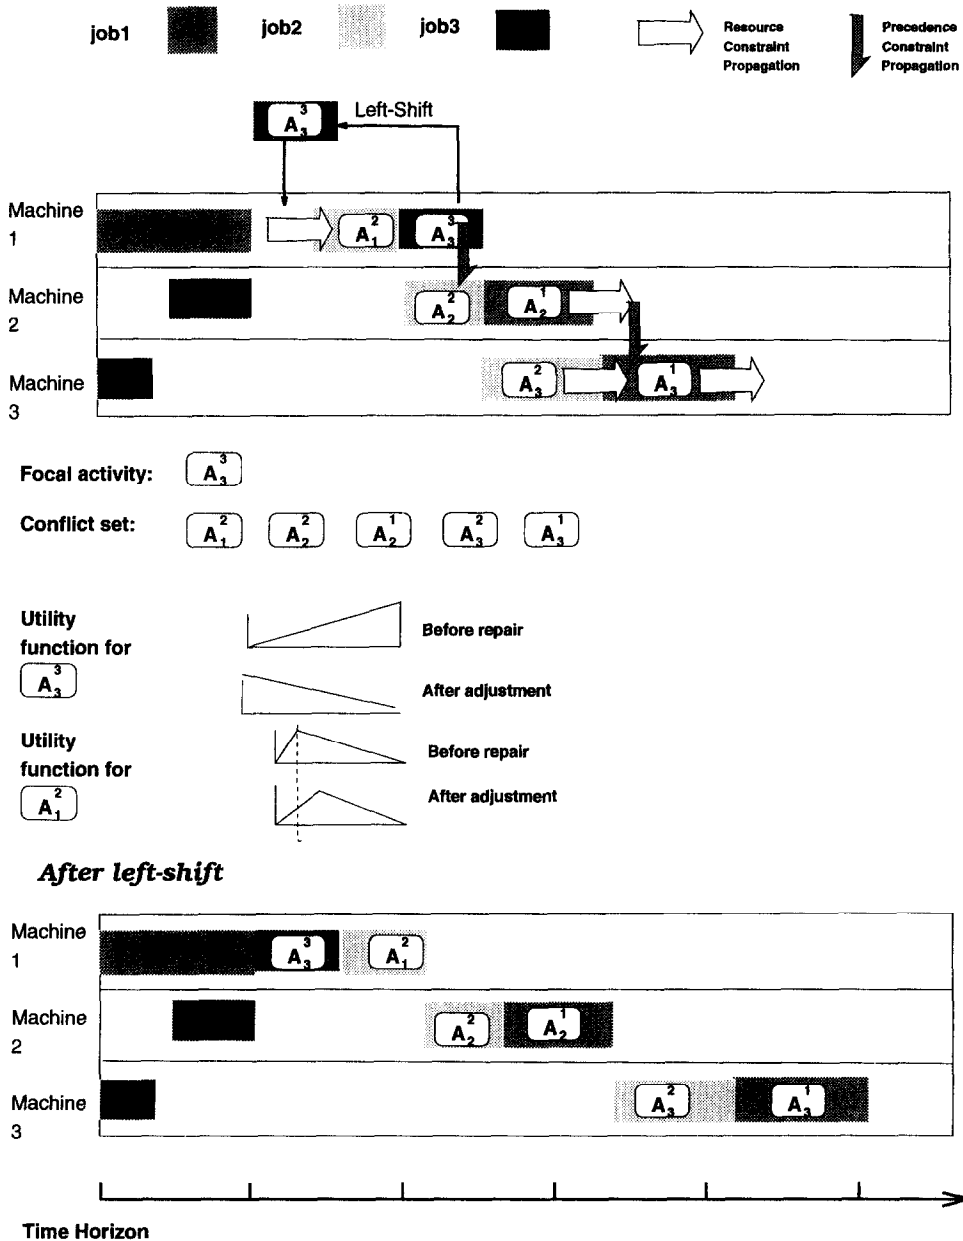 job1 job2 job3
Resource Constraint Propagation
Precedence Constraint Propagation
A₃³ Left-Shift
Machine 1
A₁² A₃³
Machine 2
A₂² A₂¹
Machine 3
A₃² A₃¹
Focal activity: A₃³
Conflict set: A₁² A₂² A₂¹ A₃² A₃¹
Utility function for A₃³
Before repair
After adjustment
Utility function for A₁²
Before repair
After adjustment
After left-shift
Machine 1
A₃³ A₁²
Machine 2
A₂² A₂¹
Machine 3
A₃² A₃¹
Time Horizon